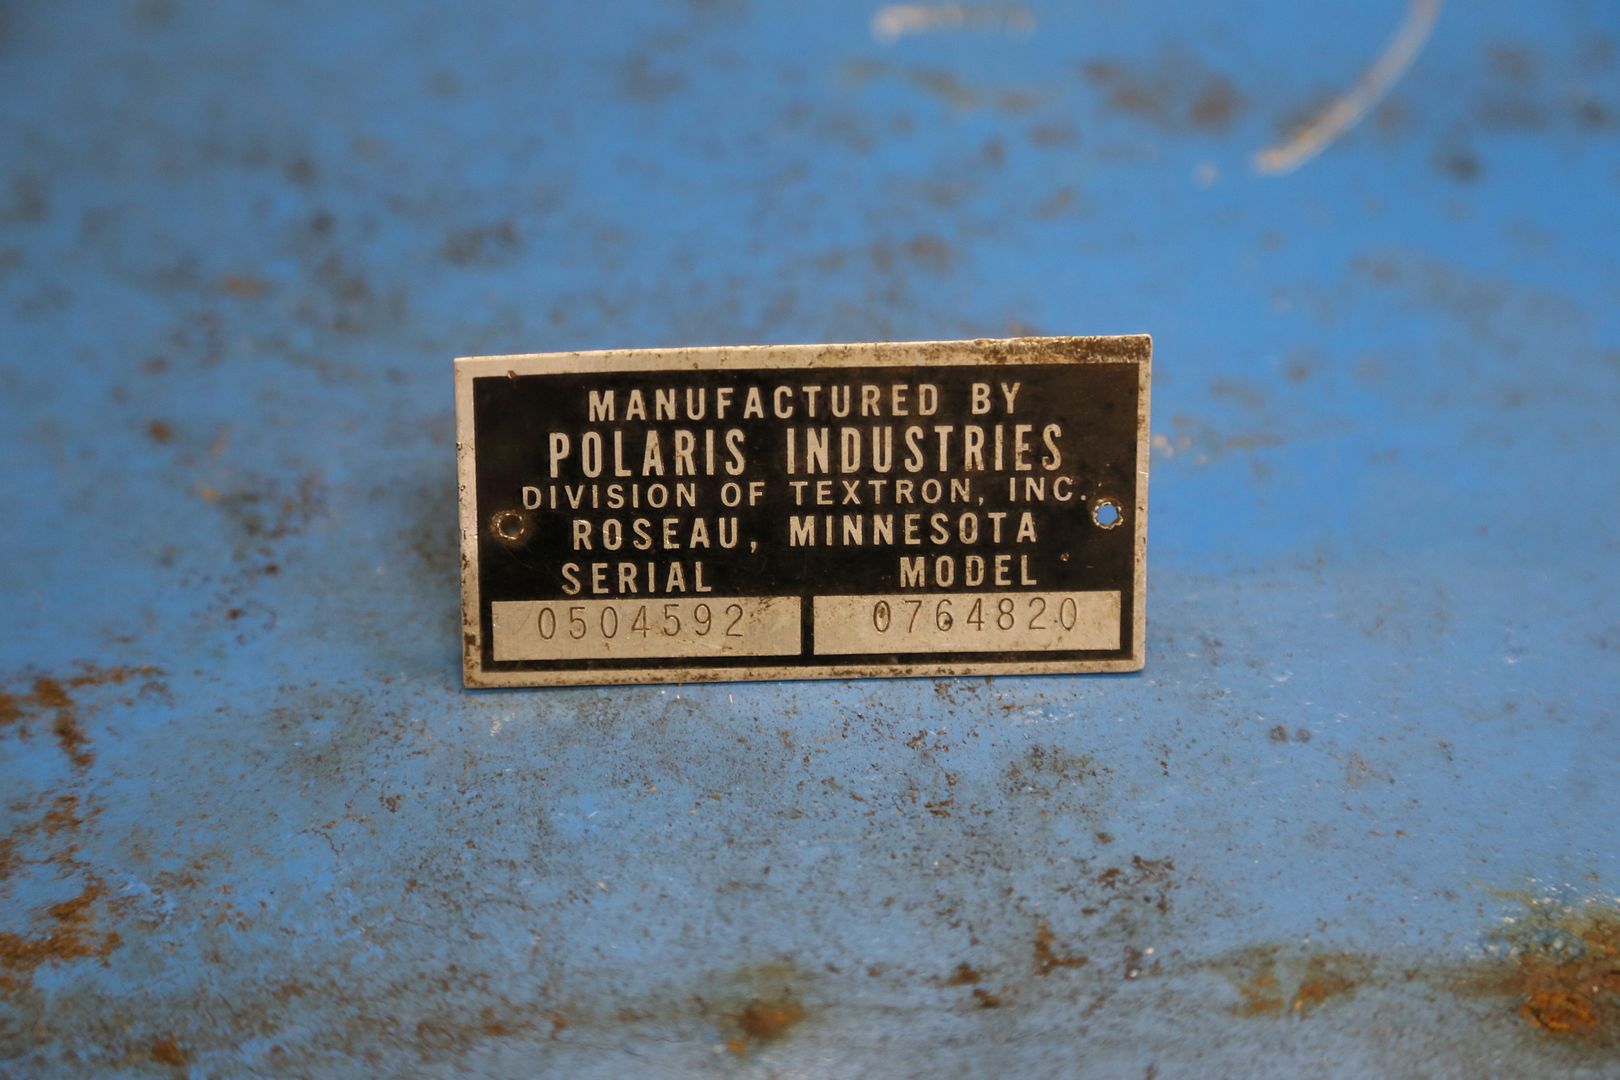 MANUFACTURED BY
POLARIS INDUSTRIES
DIVISION OF TEXTRON, INC.
ROSEAU, MINNESOTA
SERIAL MODEL
0504592 0764820